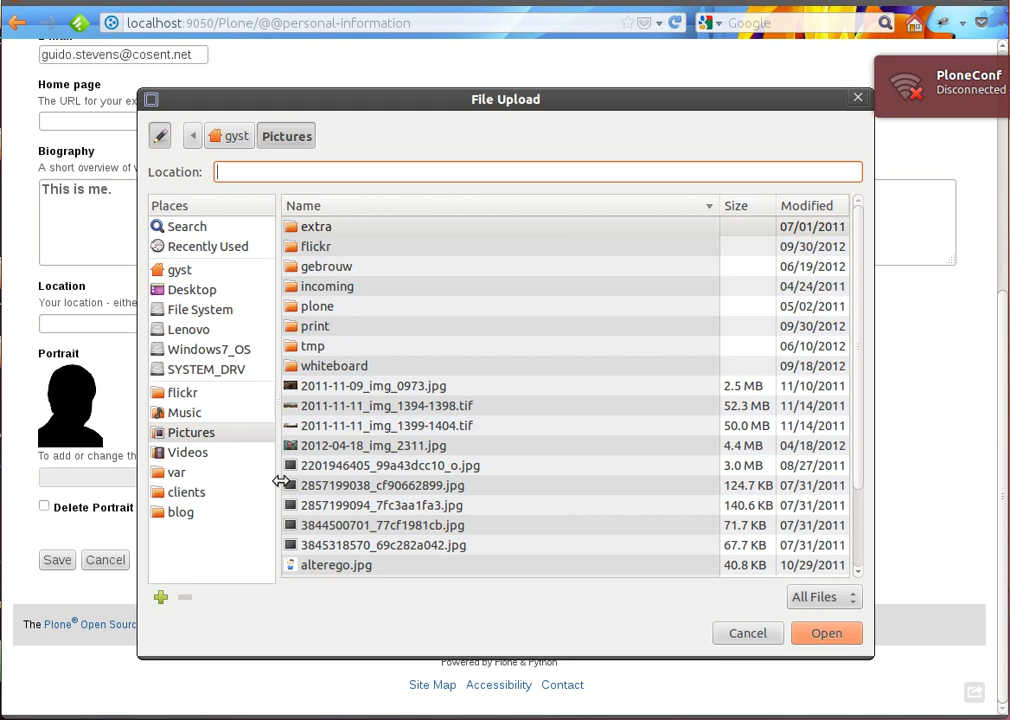 localhost:9050/Plone/@@personal-information
Google
guido.stevens@cosent.net
PloneConf
Disconnected
Home page
The URL for your ex
Biography
A short overview of
This is me.
Location
Your location - eithe
Portrait
To add or change th
Delete Portrait
Save
Cancel
File Upload
gyst
Pictures
Location:
Places
Search
Recently Used
gyst
Desktop
File System
Lenovo
Windows7_OS
SYSTEM_DRV
flickr
Music
Pictures
Videos
var
clients
blog
Name Size Modified
extra 07/01/2011
flickr 09/30/2012
gebrouw 06/19/2012
incoming 04/24/2011
plone 05/02/2011
print 09/30/2012
tmp 06/10/2012
whiteboard 09/18/2012
2011-11-09_img_0973.jpg 2.5 MB 11/10/2011
2011-11-11_img_1394-1398.tif 52.3 MB 11/14/2011
2011-11-11_img_1399-1404.tif 50.0 MB 11/14/2011
2012-04-18_img_2311.jpg 4.4 MB 04/18/2012
2201946405_99a43dcc10_o.jpg 3.0 MB 08/27/2011
2857199038_cf90662899.jpg 124.7 KB 07/31/2011
2857199094_7fc3aa1fa3.jpg 140.6 KB 07/31/2011
3844500701_77cf1981cb.jpg 71.7 KB 07/31/2011
3845318570_69c282a042.jpg 67.7 KB 07/31/2011
alterego.jpg 40.8 KB 10/29/2011
All Files
Cancel
Open
The Plone® Open Sourc
Powered by Plone & Python
Site Map Accessibility Contact